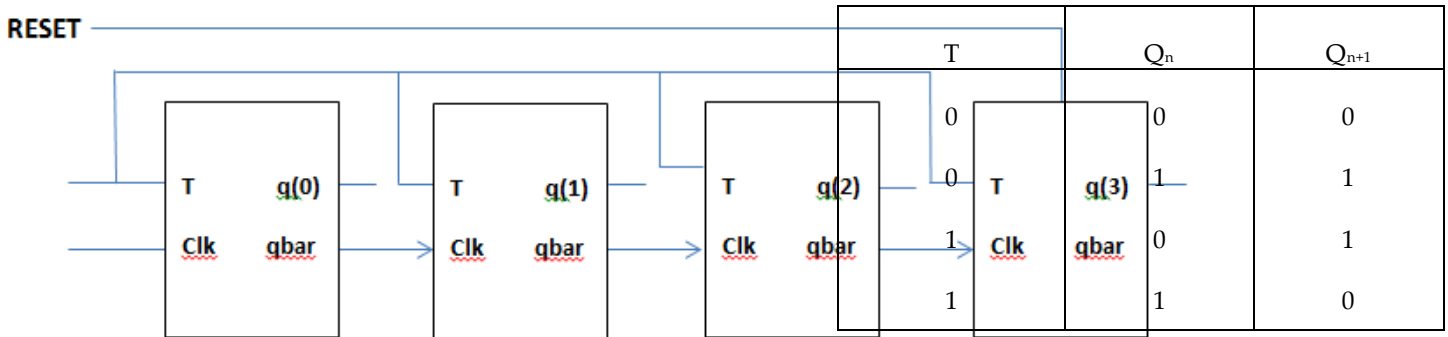 RESET
T Qn Qn+1
0 0 0
T q(0) T q(1) T q(2) 0 T q(3) 1 1
Clk qbar Clk qbar Clk qbar 1 Clk qbar 0 1
1 1 0